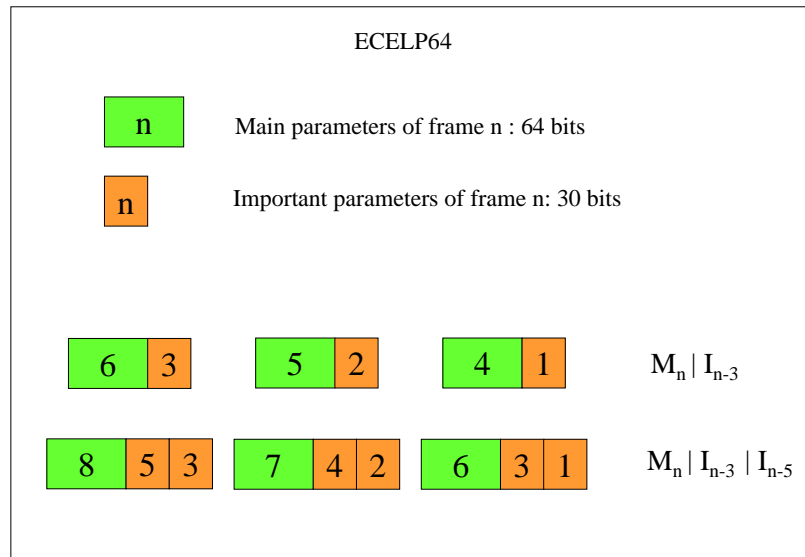 ECELP64
n Main parameters of frame n : 64 bits
n Important parameters of frame n: 30 bits
6 3 5 2 4 1 Mn | In-3
8 5 3 7 4 2 6 3 1 Mn | In-3 | In-5